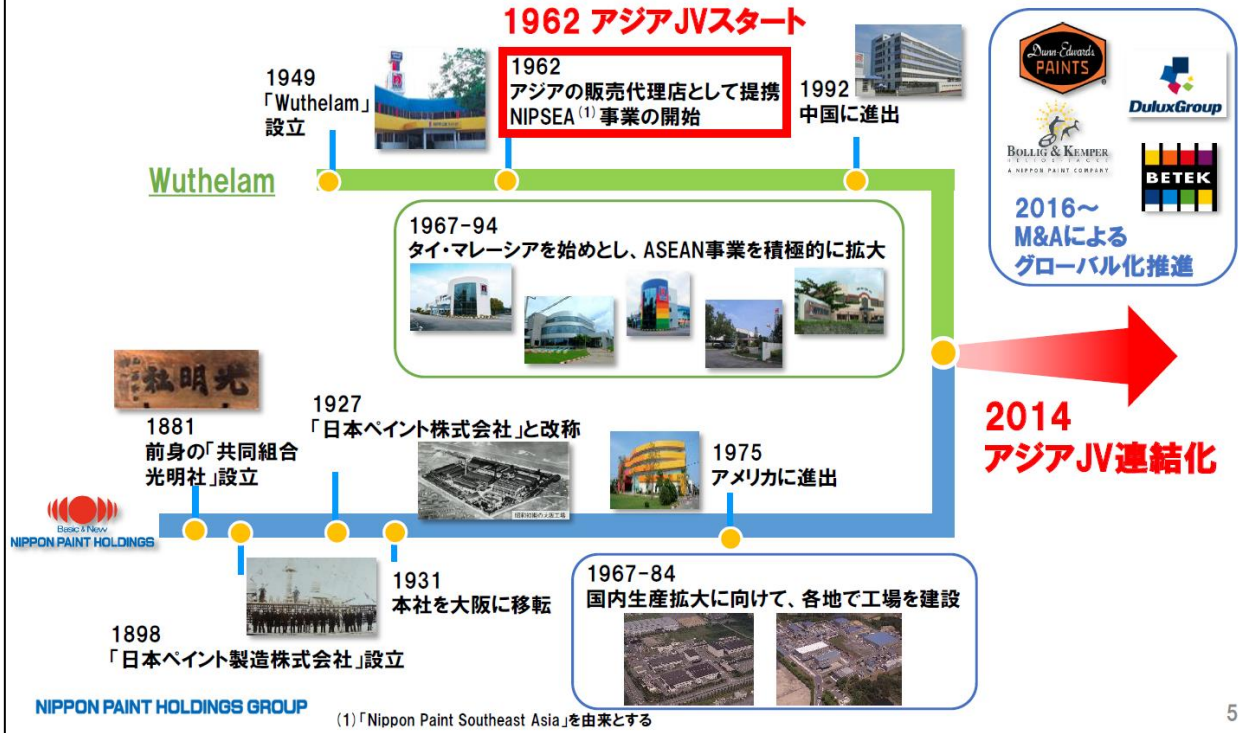 1962 アジアJVスタート
1949
「Wuthelam」
設立
1962
アジアの販売代理店として提携
NIPSEA(1)事業の開始
1992
中国に進出
Dunn-Edwards
PAINTS
DuluxGroup
BOLLIG & KEMPER
A NIPPON PAINT COMPANY
BETEK
2016～
M&Aによる
グローバル化推進
Wuthelam
1967-94
タイ・マレーシアを始めとし、ASEAN事業を積極的に拡大
2014
アジアJV連結化
1881
前身の「共同組合
光明社」設立
1927
「日本ペイント株式会社」と改称
1975
アメリカに進出
Basic & New
NIPPON PAINT HOLDINGS
1898
「日本ペイント製造株式会社」設立
1931
本社を大阪に移転
1967-84
国内生産拡大に向けて、各地で工場を建設
NIPPON PAINT HOLDINGS GROUP
(1)「Nippon Paint Southeast Asia」を由来とする
5